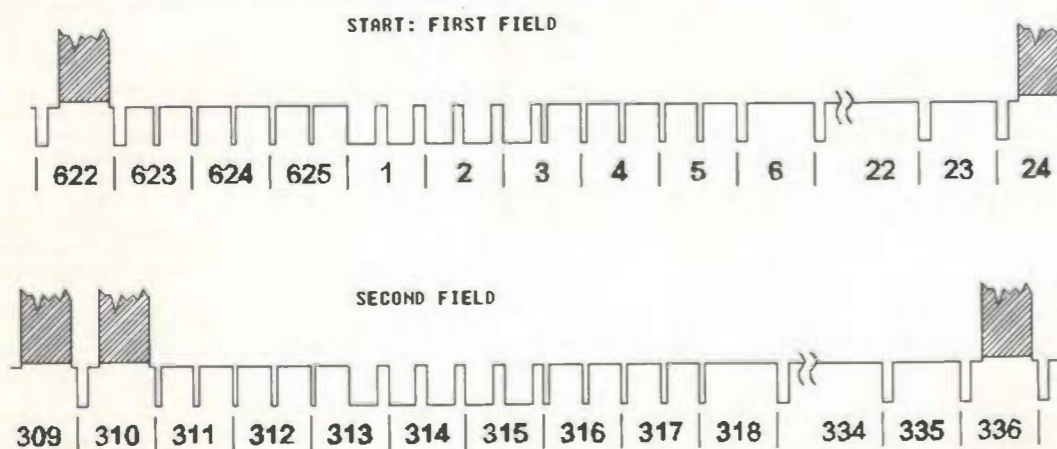 START: FIRST FIELD
622 623 624 625 1 2 3 4 5 6 22 23 24
SECOND FIELD
309 310 311 312 313 314 315 316 317 318 334 335 336